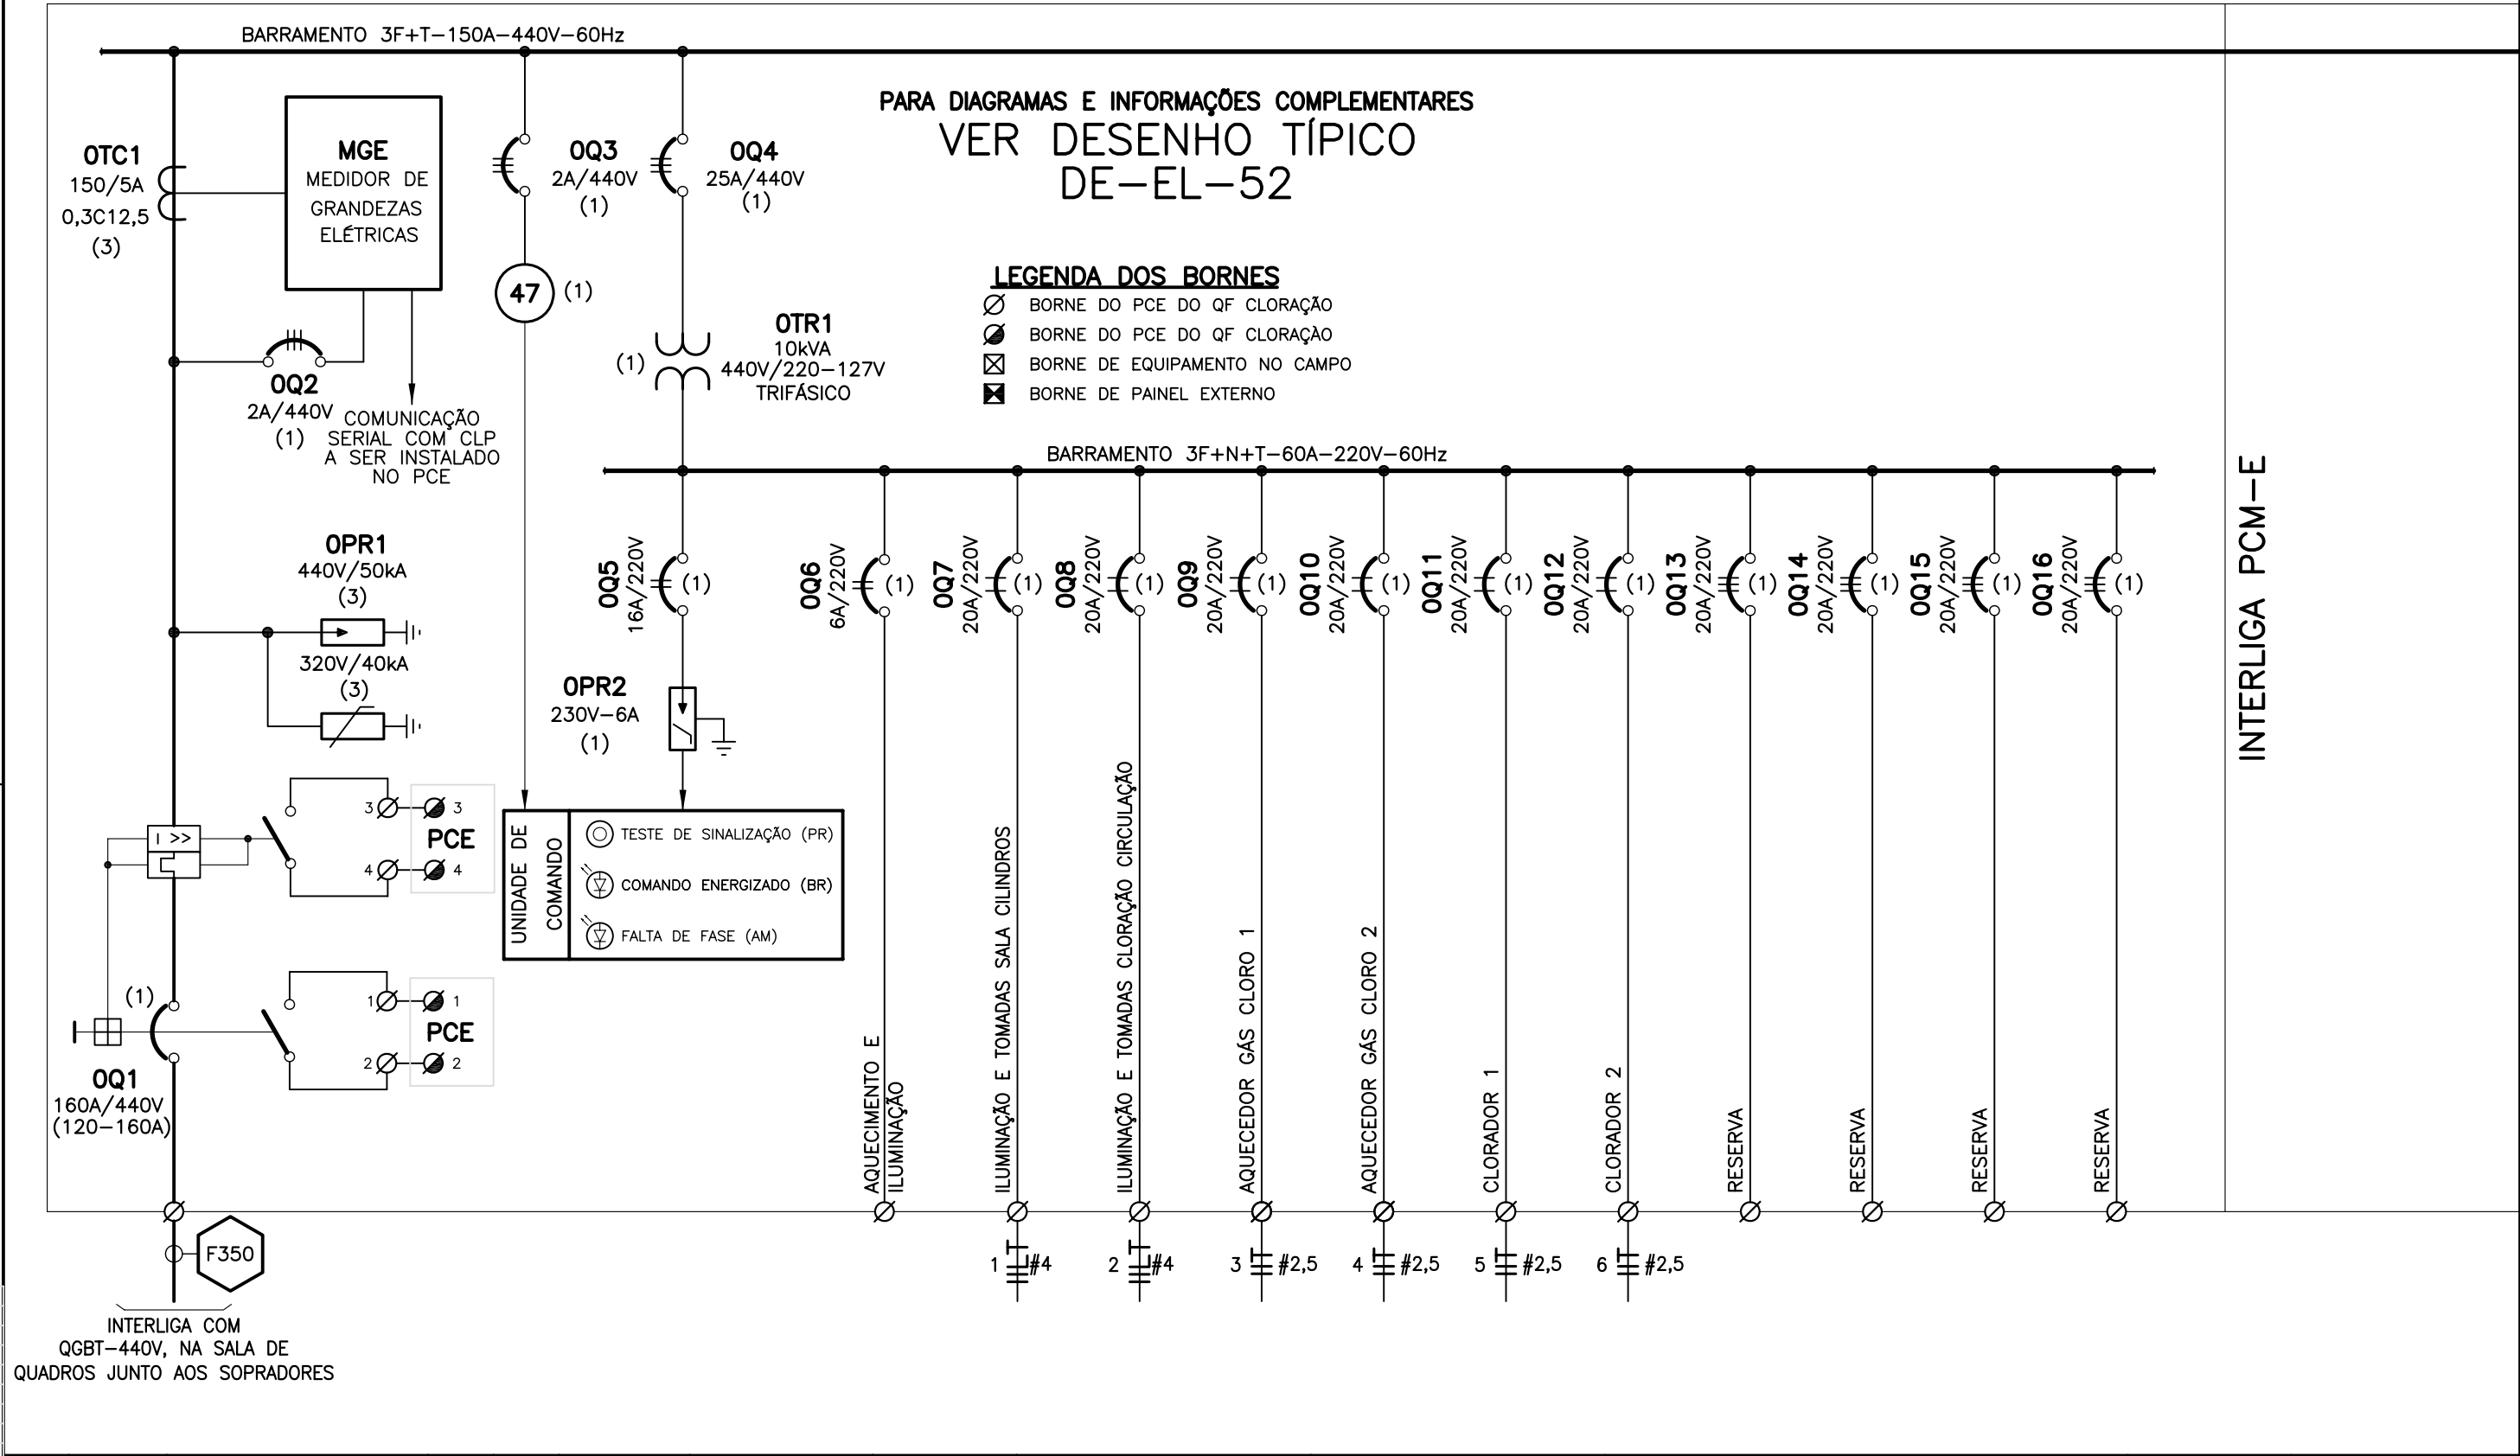 BARRAMENTO 3F+T-150A-440V-60Hz
PARA DIAGRAMAS E INFORMAÇÕES COMPLEMENTARES
VER DESENHO TÍPICO
DE-EL-52
0TC1
150/5A
0,3C12,5
(3)
MGE
MEDIDOR DE
GRANDEZAS
ELÉTRICAS
0Q3
2A/440V
(1)
0Q4
25A/440V
(1)
47
(1)
LEGENDA DOS BORNES
BORNE DO PCE DO QF CLORAÇÃO
BORNE DO PCE DO QF CLORAÇÀO
BORNE DE EQUIPAMENTO NO CAMPO
BORNE DE PAINEL EXTERNO
(1)
0TR1
10kVA
440V/220-127V
TRIFÁSICO
0Q2
2A/440V
(1)
COMUNICAÇÃO
SERIAL COM CLP
A SER INSTALADO
NO PCE
BARRAMENTO 3F+N+T-60A-220V-60Hz
0PR1
440V/50kA
(3)
320V/40kA
(3)
0Q5
16A/220V
(1)
0Q6
6A/220V
(1)
0Q7
20A/220V
(1)
0Q8
20A/220V
(1)
0Q9
20A/220V
(1)
0Q10
20A/220V
(1)
0Q11
20A/220V
(1)
0Q12
20A/220V
(1)
0Q13
20A/220V
(1)
0Q14
20A/220V
(1)
0Q15
20A/220V
(1)
0Q16
20A/220V
(1)
INTERLIGA PCM-E
0PR2
230V-6A
(1)
I >>
3
3
PCE
4
4
UNIDADE DE
COMANDO
TESTE DE SINALIZAÇÃO (PR)
COMANDO ENERGIZADO (BR)
FALTA DE FASE (AM)
(1)
1
1
PCE
2
2
0Q1
160A/440V
(120-160A)
AQUECIMENTO E
ILUMINAÇÃO
ILUMINAÇÃO E TOMADAS SALA CILINDROS
ILUMINAÇÃO E TOMADAS CLORAÇÃO CIRCULAÇÃO
AQUECEDOR GÁS CLORO 1
AQUECEDOR GÁS CLORO 2
CLORADOR 1
CLORADOR 2
RESERVA
RESERVA
RESERVA
RESERVA
F350
1 #4
2 #4
3 #2,5
4 #2,5
5 #2,5
6 #2,5
INTERLIGA COM
QGBT-440V, NA SALA DE
QUADROS JUNTO AOS SOPRADORES